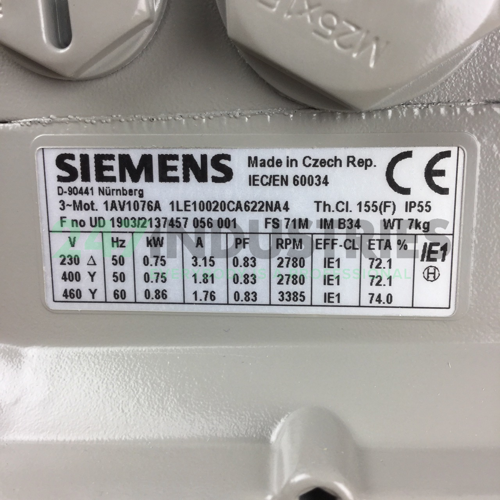 M25x1,5
SIEMENS
Made in Czech Rep.
CE
D-90441 Nürnberg
IEC/EN 60034
3~Mot. 1AV1076A 1LE10020CA622NA4 Th.Cl. 155(F) IP55
F no UD 1903/2137457 056 001 FS 71M IM B34 WT 7kg
V Hz kW A PF RPM EFF-CL ETA % IE1
230 Δ 50 0.75 3.15 0.83 2780 IE1 72.1
400 Y 50 0.75 1.81 0.83 2780 IE1 72.1
460 Y 60 0.86 1.76 0.83 3385 IE1 74.0
247 INDUSTRIES